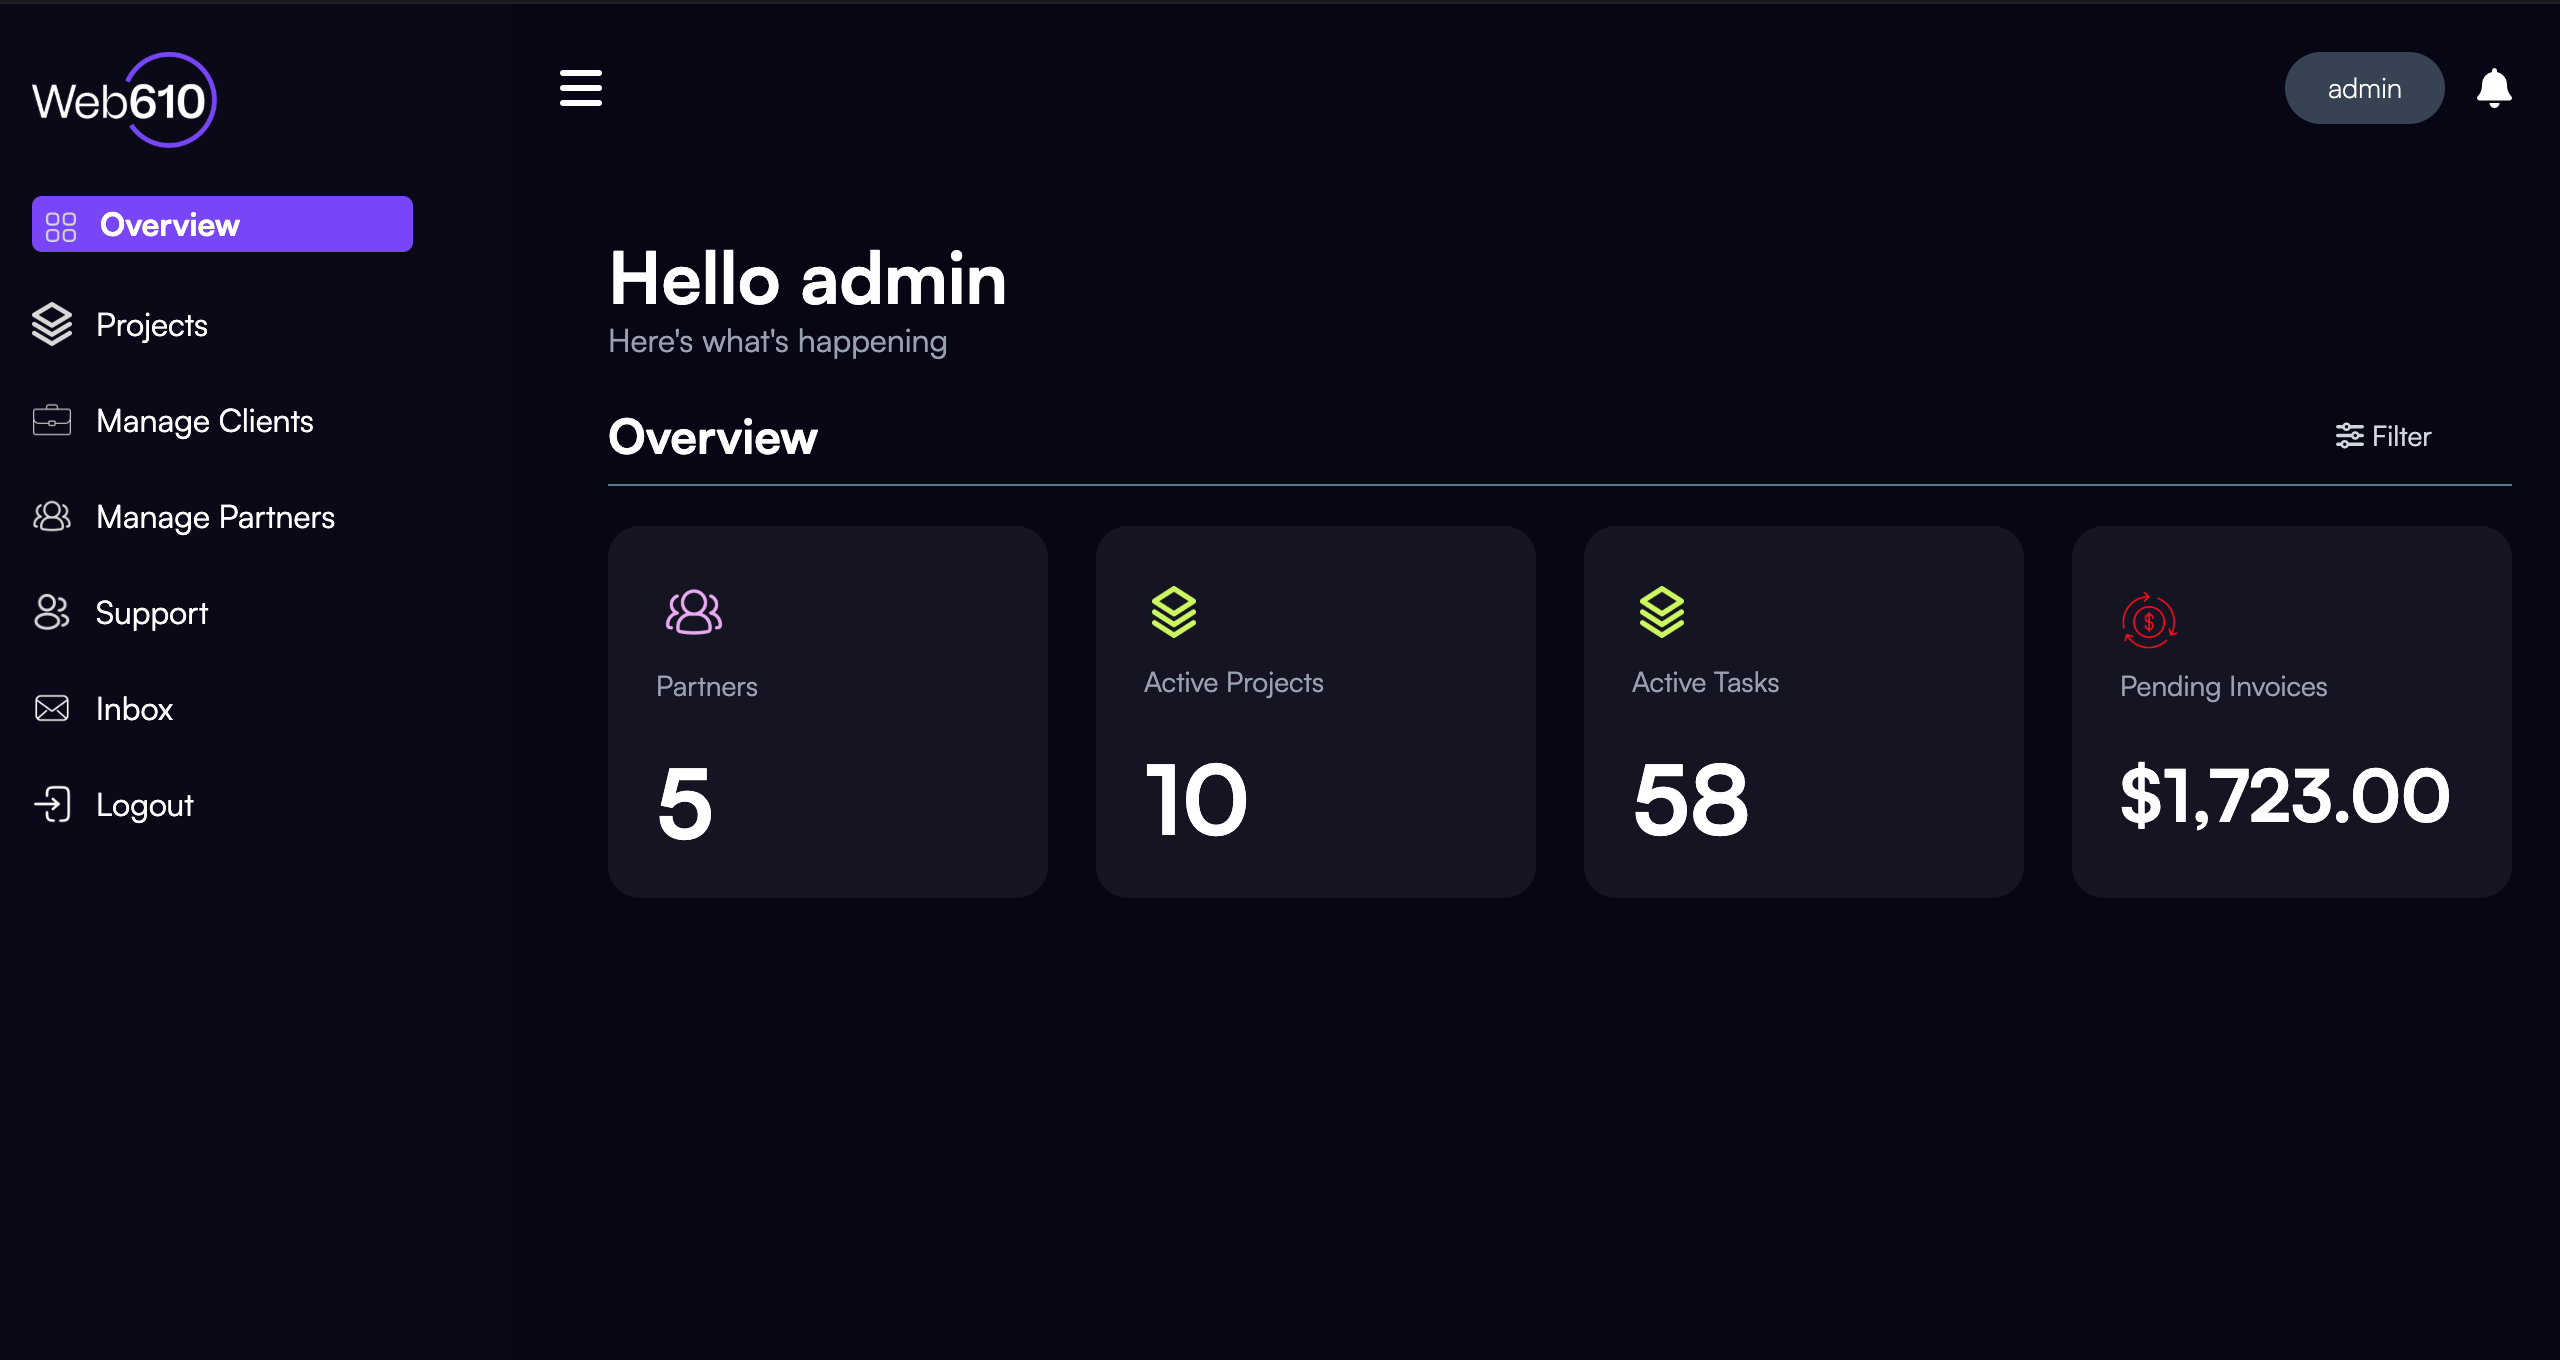 Web610
admin
Overview
Projects
Manage Clients
Manage Partners
Support
Inbox
Logout
Hello admin
Here's what's happening
Overview
Filter
Partners
5
Active Projects
10
Active Tasks
58
$
Pending Invoices
$1,723.00